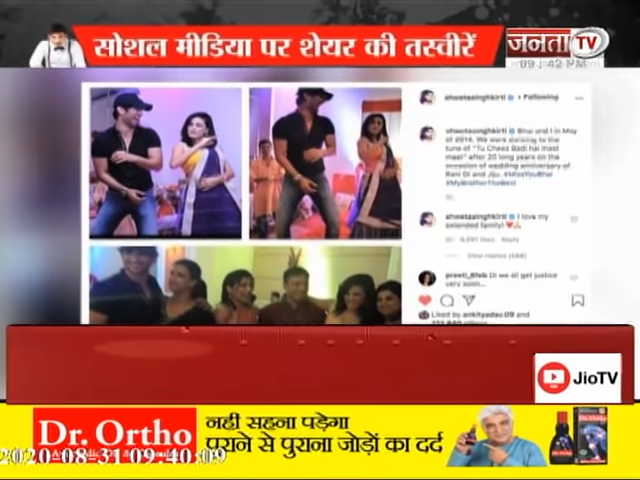 सोशल मीडिया पर शेयर की तस्वीरें
जनता TV
09:42 PM
shwetasinghkirti • Following
shwetasinghkirti Bhai and I in May
of 2014. We were dancing to the
tune of "Tu Cheez Badi hai mast
mast" after 20 long years on the
occasion of wedding anniversary of
Rani Di and Jiju. #MissYouBhai
#MyBrotherTheBest
shwetasinghkirti I love my
extended family! ❤️🙏
Reply
View replies
preeti_8feb Di we all get justice
very soon...
Liked by ankityadav.09 and
JioTV
Dr. Ortho
नहीं सहना पड़ेगा
पुराने से पुराना जोड़ों का दर्द
2020-08-31 09:40:09